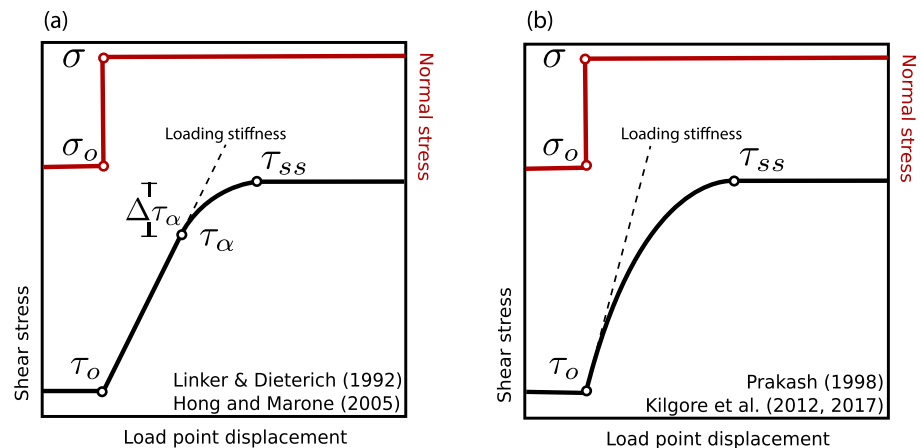 (a)
σ
σₒ
Normal stress
Loading stiffness
τₛₛ
Δτ_α
τ_α
Shear stress
τₒ
Linker & Dieterich (1992)
Hong and Marone (2005)
Load point displacement
(b)
σ
σₒ
Normal stress
Loading stiffness
τₛₛ
Shear stress
τₒ
Prakash (1998)
Kilgore et al. (2012, 2017)
Load point displacement